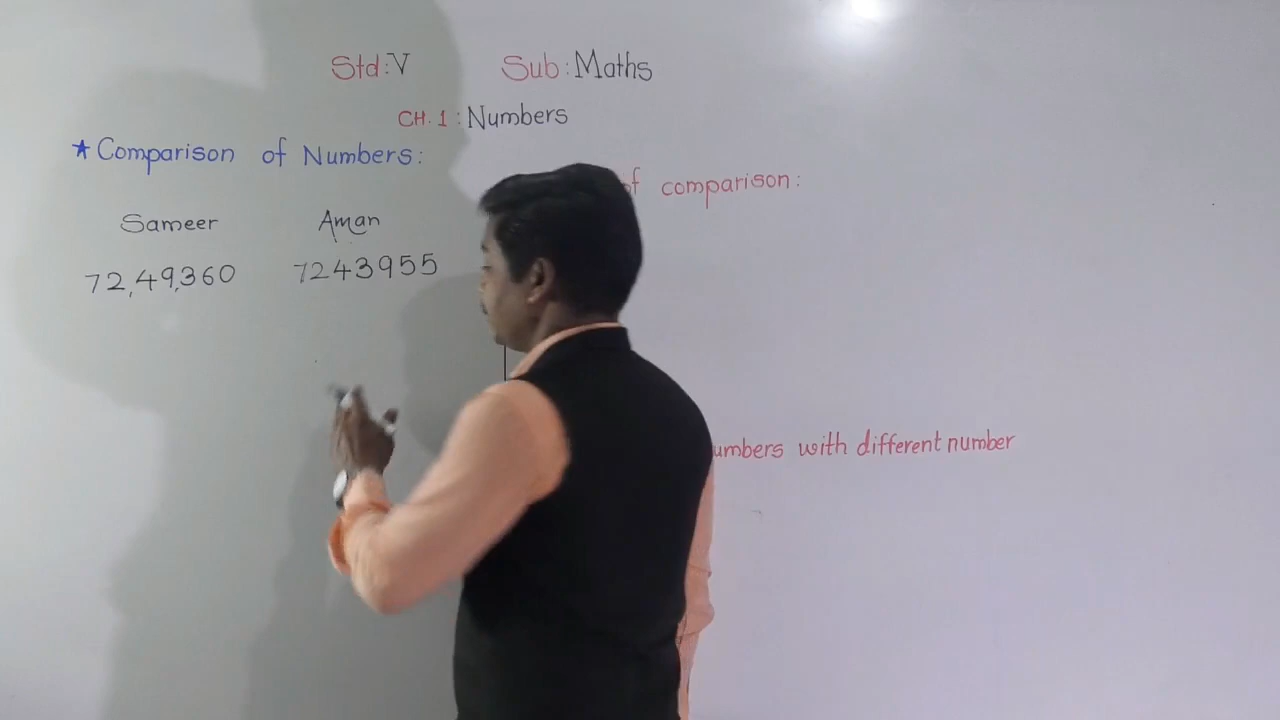 Std: V Sub: Maths
CH. 1: Numbers
★ Comparison of Numbers:
of comparison:
Sameer Aman
72,49,360 7243955
with different number